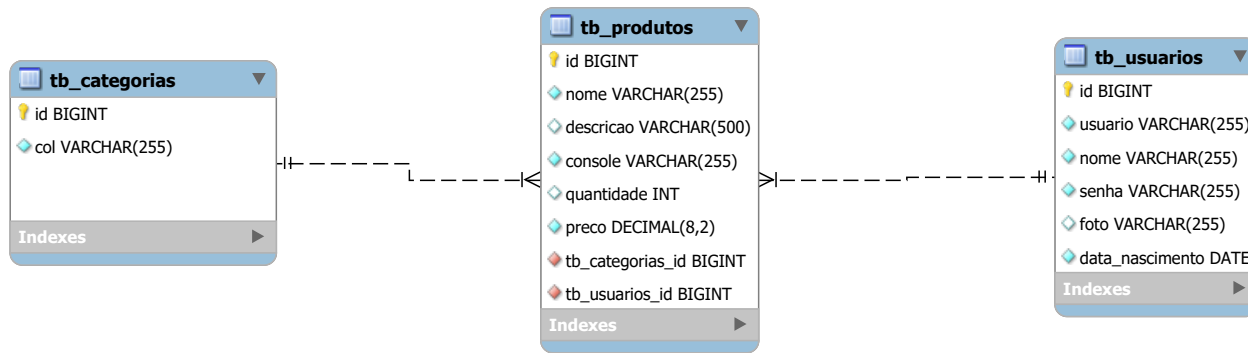 tb_categorias
id BIGINT
col VARCHAR(255)
Indexes
tb_produtos
id BIGINT
nome VARCHAR(255)
descricao VARCHAR(500)
console VARCHAR(255)
quantidade INT
preco DECIMAL(8,2)
tb_categorias_id BIGINT
tb_usuarios_id BIGINT
Indexes
tb_usuarios
id BIGINT
usuario VARCHAR(255)
nome VARCHAR(255)
senha VARCHAR(255)
foto VARCHAR(255)
data_nascimento DATE
Indexes